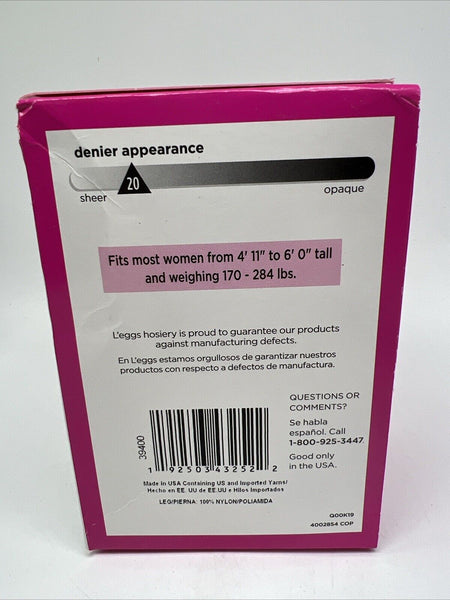 denier appearance
20
sheer
opaque
Fits most women from 4' 11" to 6' 0" tall
and weighing 170 - 284 lbs.
L'eggs hosiery is proud to guarantee our products
against manufacturing defects.
En L'eggs estamos orgullosos de garantizar nuestros
productos con respecto a defectos de manufactura.
QUESTIONS OR
COMMENTS?
Se habla
español. Call
1-800-925-3447
Good only
in the USA.
39400
1 92503 43252 2
Made in USA Containing US and Imported Yarns/
Hecho en EE. UU de EE.UU e Hilos Importados
LEG/PIERNA: 100% NYLON/POLIAMIDA
Q00K19
4002854 COP